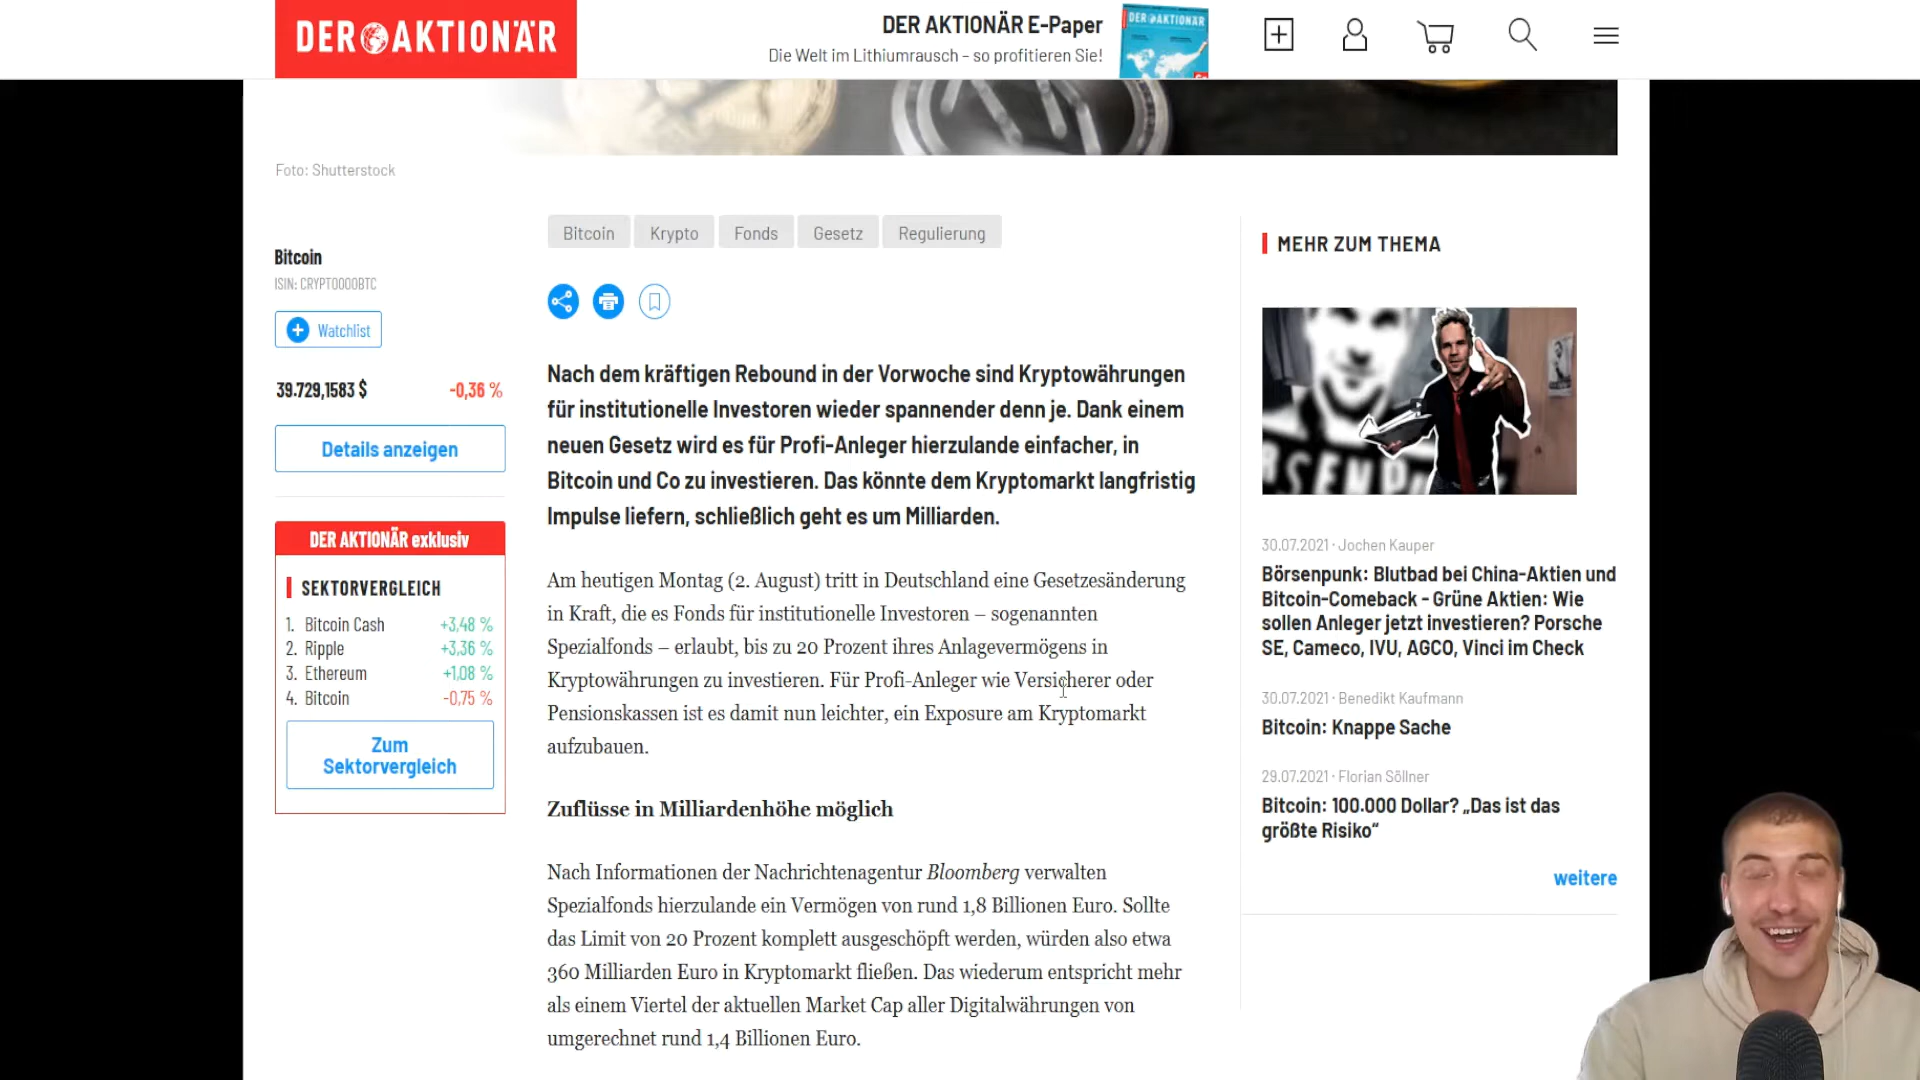 DER AKTIONÄR
DER AKTIONÄR E-Paper
Die Welt im Lithiumrausch – so profitieren Sie!
DER AKTIONÄR
Foto: Shutterstock
Bitcoin
Krypto
Fonds
Gesetz
Regulierung
Bitcoin
ISIN: CRYPT0000BTC
Watchlist
39.729,1583 $
-0,36 %
Details anzeigen
DER AKTIONÄR exklusiv
SEKTORVERGLEICH
1. Bitcoin Cash +3,48 %
2. Ripple +3,36 %
3. Ethereum +1,08 %
4. Bitcoin -0,75 %
Zum
Sektorvergleich
Nach dem kräftigen Rebound in der Vorwoche sind Kryptowährungen
für institutionelle Investoren wieder spannender denn je. Dank einem
neuen Gesetz wird es für Profi-Anleger hierzulande einfacher, in
Bitcoin und Co zu investieren. Das könnte dem Kryptomarkt langfristig
Impulse liefern, schließlich geht es um Milliarden.
Am heutigen Montag (2. August) tritt in Deutschland eine Gesetzesänderung
in Kraft, die es Fonds für institutionelle Investoren – sogenannten
Spezialfonds – erlaubt, bis zu 20 Prozent ihres Anlagevermögens in
Kryptowährungen zu investieren. Für Profi-Anleger wie Versicherer oder
Pensionskassen ist es damit nun leichter, ein Exposure am Kryptomarkt
aufzubauen.
Zuflüsse in Milliardenhöhe möglich
Nach Informationen der Nachrichtenagentur Bloomberg verwalten
Spezialfonds hierzulande ein Vermögen von rund 1,8 Billionen Euro. Sollte
das Limit von 20 Prozent komplett ausgeschöpft werden, würden also etwa
360 Milliarden Euro in Kryptomarkt fließen. Das wiederum entspricht mehr
als einem Viertel der aktuellen Market Cap aller Digitalwährungen von
umgerechnet rund 1,4 Billionen Euro.
MEHR ZUM THEMA
30.07.2021 · Jochen Kauper
Börsenpunk: Blutbad bei China-Aktien und
Bitcoin-Comeback - Grüne Aktien: Wie
sollen Anleger jetzt investieren? Porsche
SE, Cameco, IVU, AGCO, Vinci im Check
30.07.2021 · Benedikt Kaufmann
Bitcoin: Knappe Sache
29.07.2021 · Florian Söllner
Bitcoin: 100.000 Dollar? „Das ist das
größte Risiko“
weitere